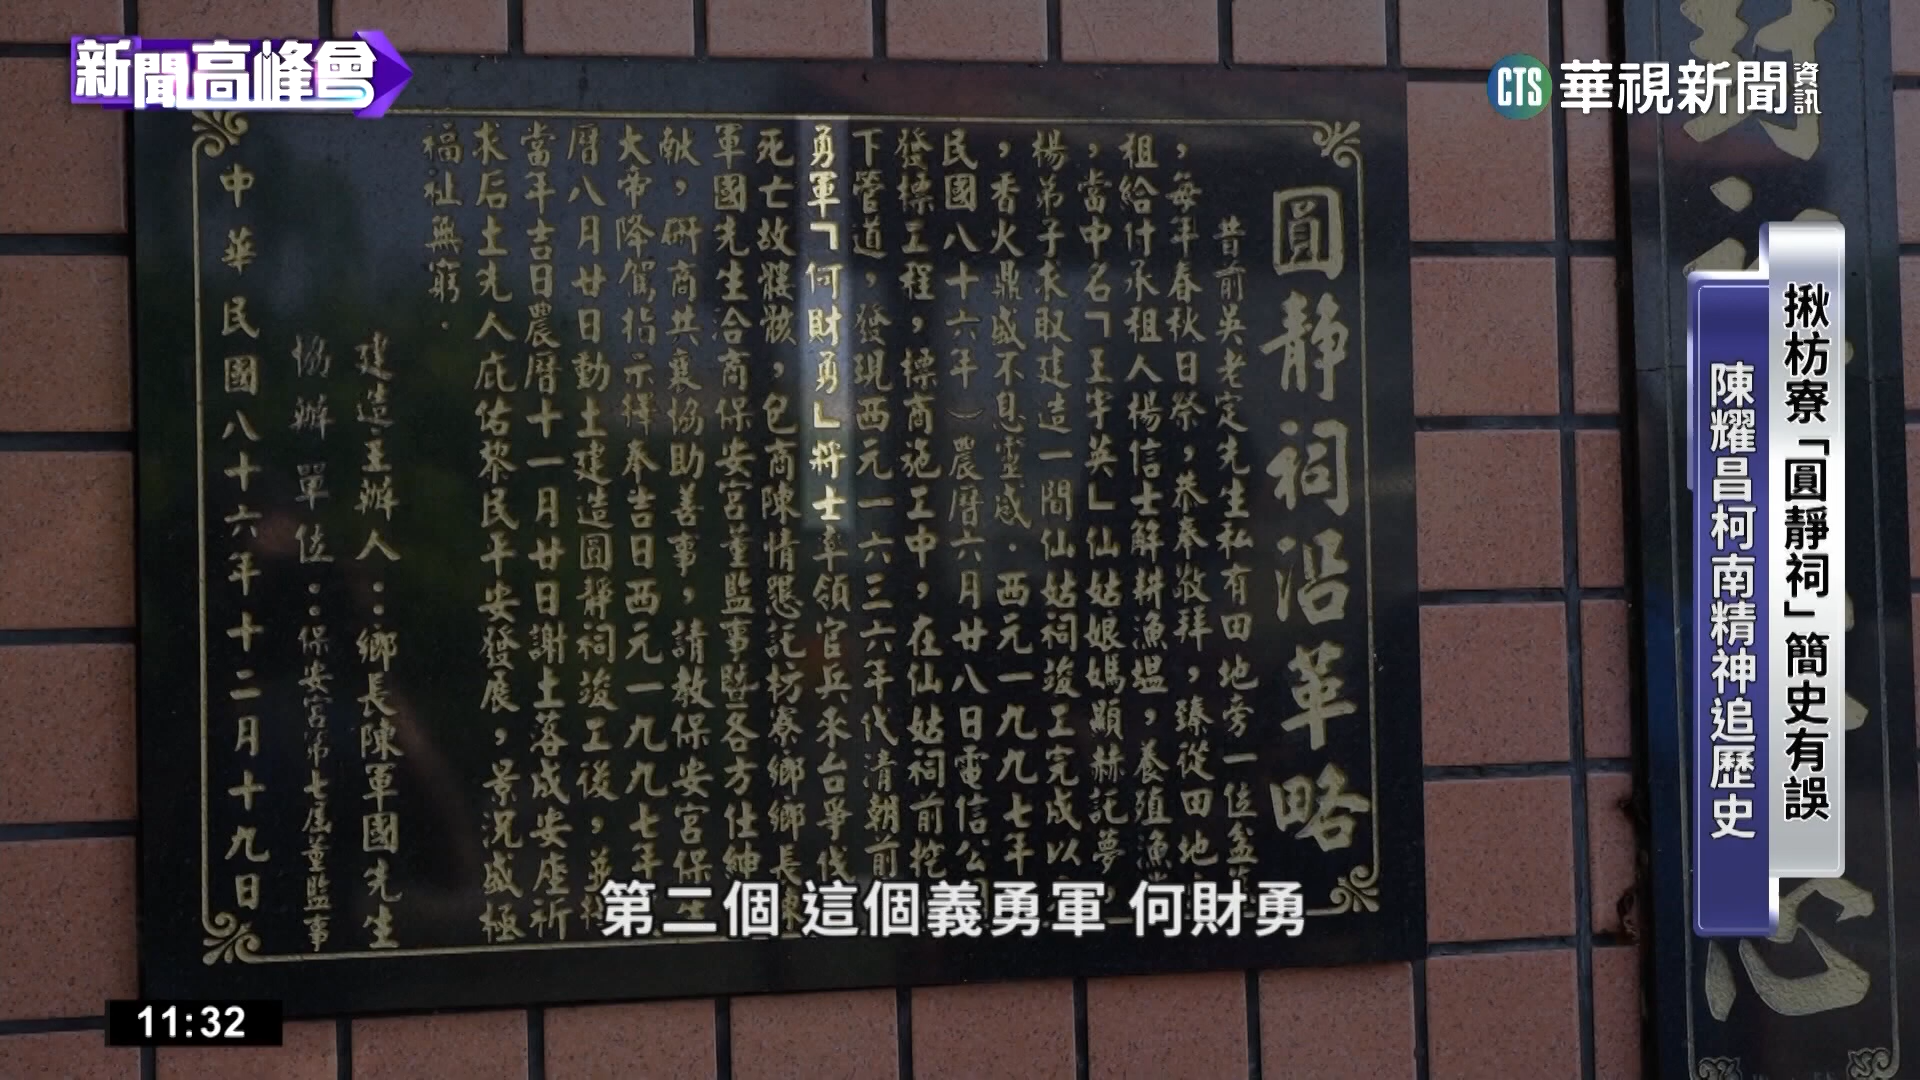 新聞高峰會
CTS 華視新聞資訊
揪枋寮「圓靜祠」簡史有誤
陳耀昌柯南精神追歷史
圓靜祠沿革略
昔前吳老定先生私有田地旁一位盆
，每年春秋日祭，恭奉敬拜，臻從田地
租給什承租人楊信士解耕漁塭，養殖漁
，當中名「王宇英」仙姑娘媽顯赫託夢
楊弟子求取建造一間仙姑祠竣工完成以
，香火鼎盛不息靈感．西元一九九七年
民國八十六年）農曆六月廿八日電信公
發標工程，標商施工中，在仙姑祠前挖
下管道，發現西元一六三六年代清朝前
勇軍「何財勇」將士率領官兵來台爭伐
死亡故髏骸，包商陳情懇託枋寮鄉鄉長陳
軍國先生洽商保安宮董監事暨各方仕紳
献，研商共襄協助善事，請教保安宮保生
大帝降駕指示擇奉吉日西元一九九七年
曆八月廿日動土建造圓靜祠竣工後，並
當年吉日農曆十一月廿日謝土落成安座祈
求后土先人庇佑黎民平安發展，景況盛極
福祉無窮．
建造主辦人：鄉長陳軍國先生
協辦單位：保安宮第七屆董監事
中華民國八十六年十二月十九日
第二個 這個義勇軍 何財勇
11:32